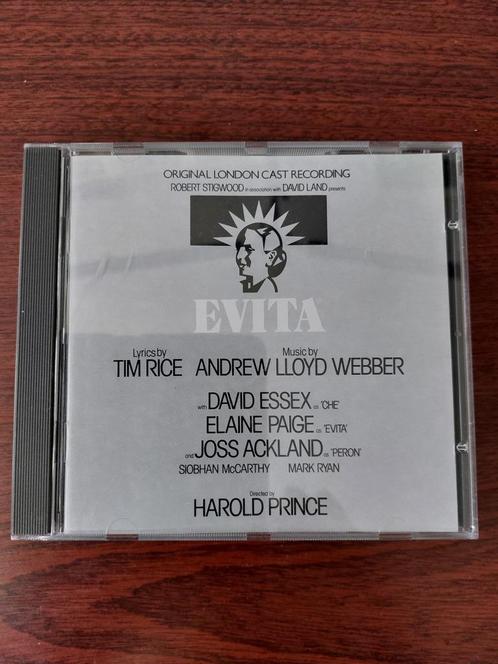 ORIGINAL LONDON CAST RECORDING
ROBERT STIGWOOD in association with DAVID LAND presents
EVITA
Lyrics by Music by
TIM RICE ANDREW LLOYD WEBBER
with DAVID ESSEX as 'CHE'
ELAINE PAIGE as 'EVITA'
and JOSS ACKLAND as 'PERON'
SIOBHAN McCARTHY MARK RYAN
Directed by
HAROLD PRINCE